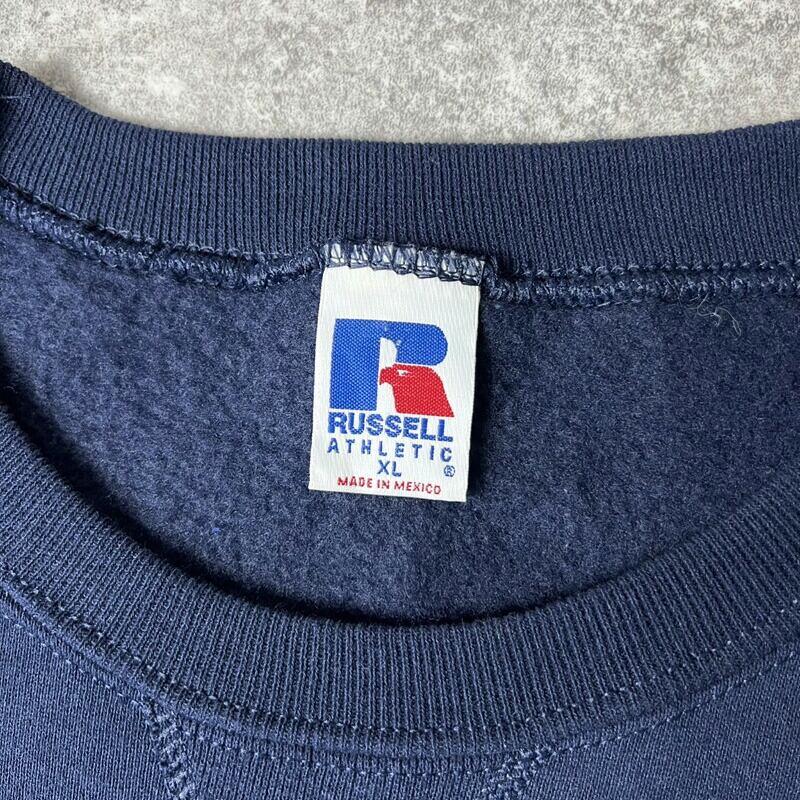 R
RUSSELL
ATHLETIC
XL ®
MADE IN MEXICO